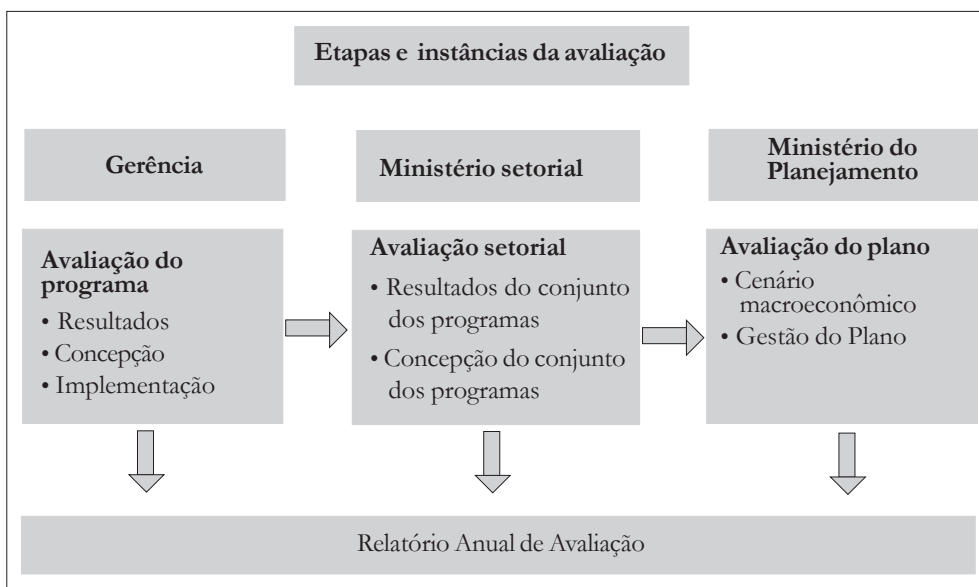 Etapas e instâncias da avaliação
Gerência
Ministério setorial
Ministério do
Planejamento
Avaliação do
programa
• Resultados
• Concepção
• Implementação
Avaliação setorial
• Resultados do conjunto
dos programas
• Concepção do conjunto
dos programas
Avaliação do plano
• Cenário
macroeconômico
• Gestão do Plano
Relatório Anual de Avaliação